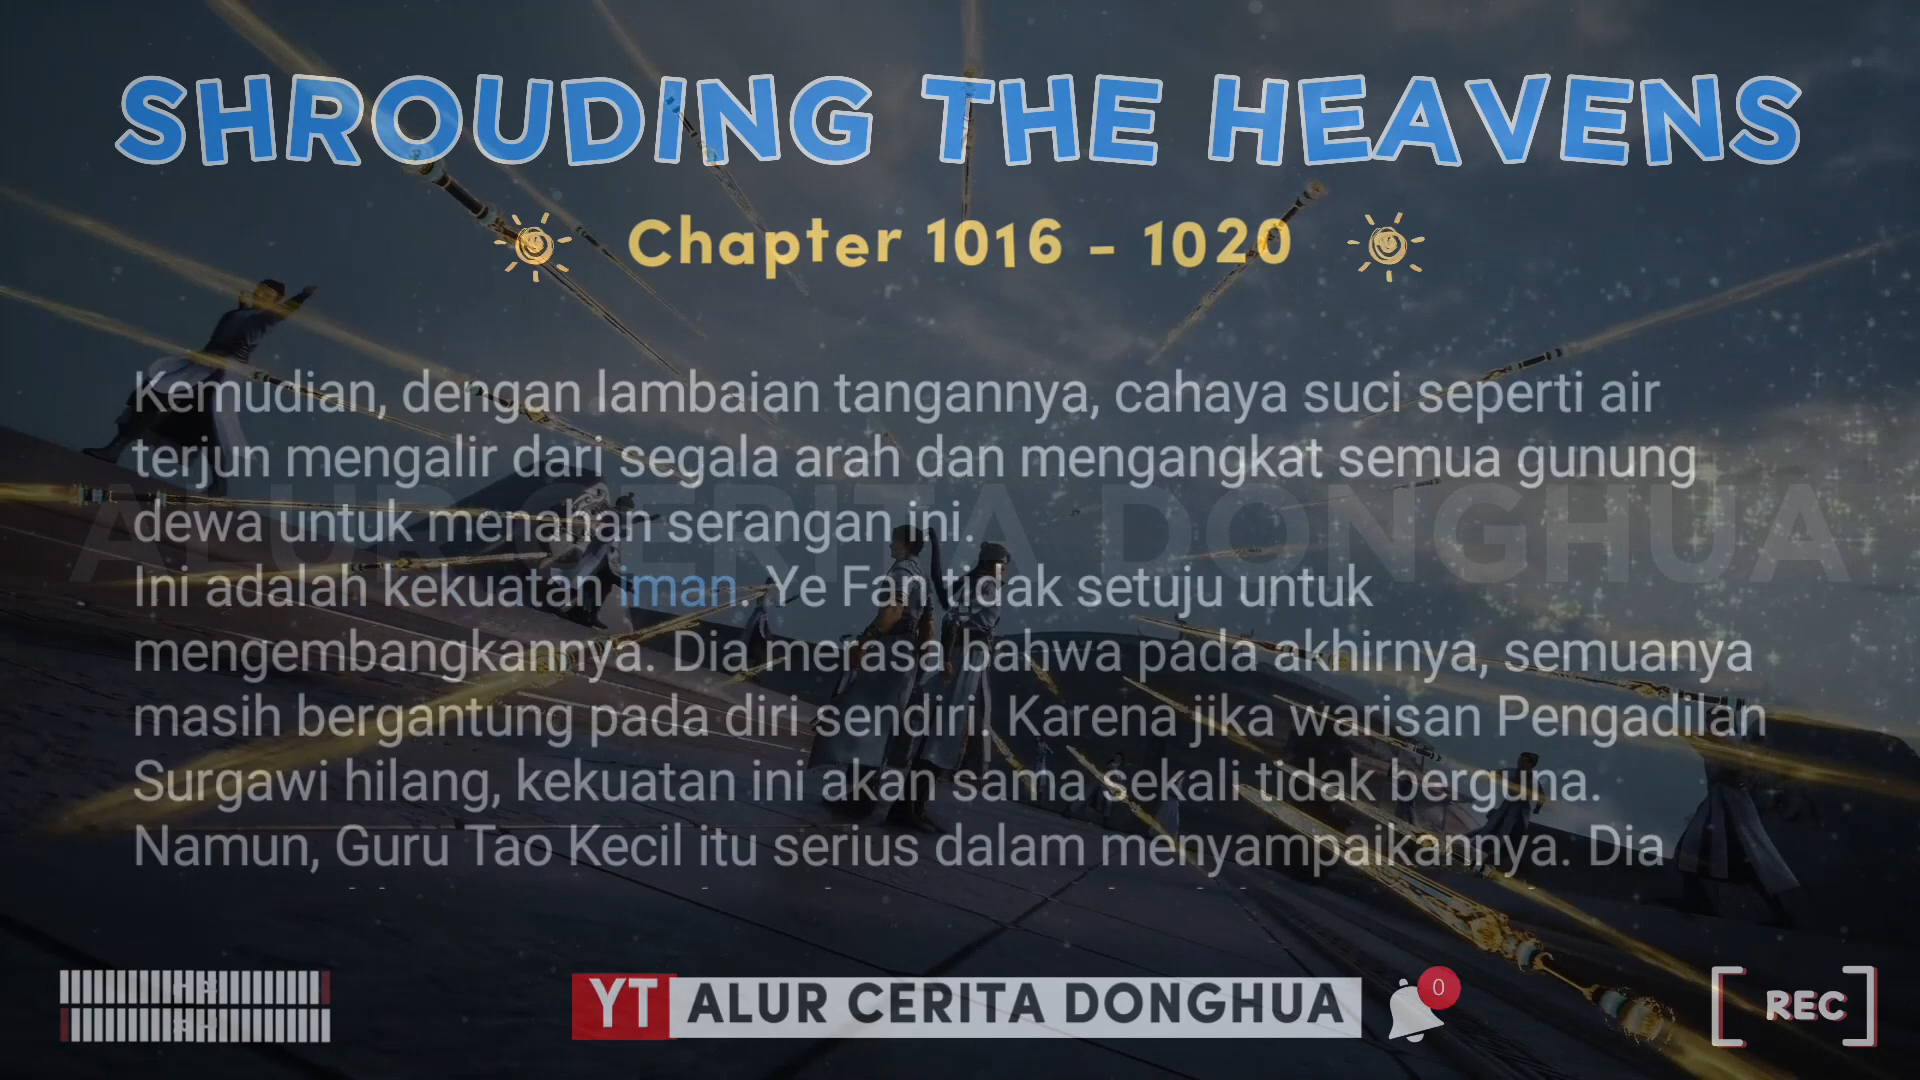 SHROUDING THE HEAVENS
Chapter 1016 - 1020
Kemudian, dengan lambaian tangannya, cahaya suci seperti air
terjun mengalir dari segala arah dan mengangkat semua gunung
dewa untuk menahan serangan ini.
ALUR CERITA DONGHUA
Ini adalah kekuatan iman. Ye Fan tidak setuju untuk
mengembangkannya. Dia merasa bahwa pada akhirnya, semuanya
masih bergantung pada diri sendiri. Karena jika warisan Pengadilan
Surgawi hilang, kekuatan ini akan sama sekali tidak berguna.
Namun, Guru Tao Kecil itu serius dalam menyampaikannya. Dia
YT ALUR CERITA DONGHUA
0
REC